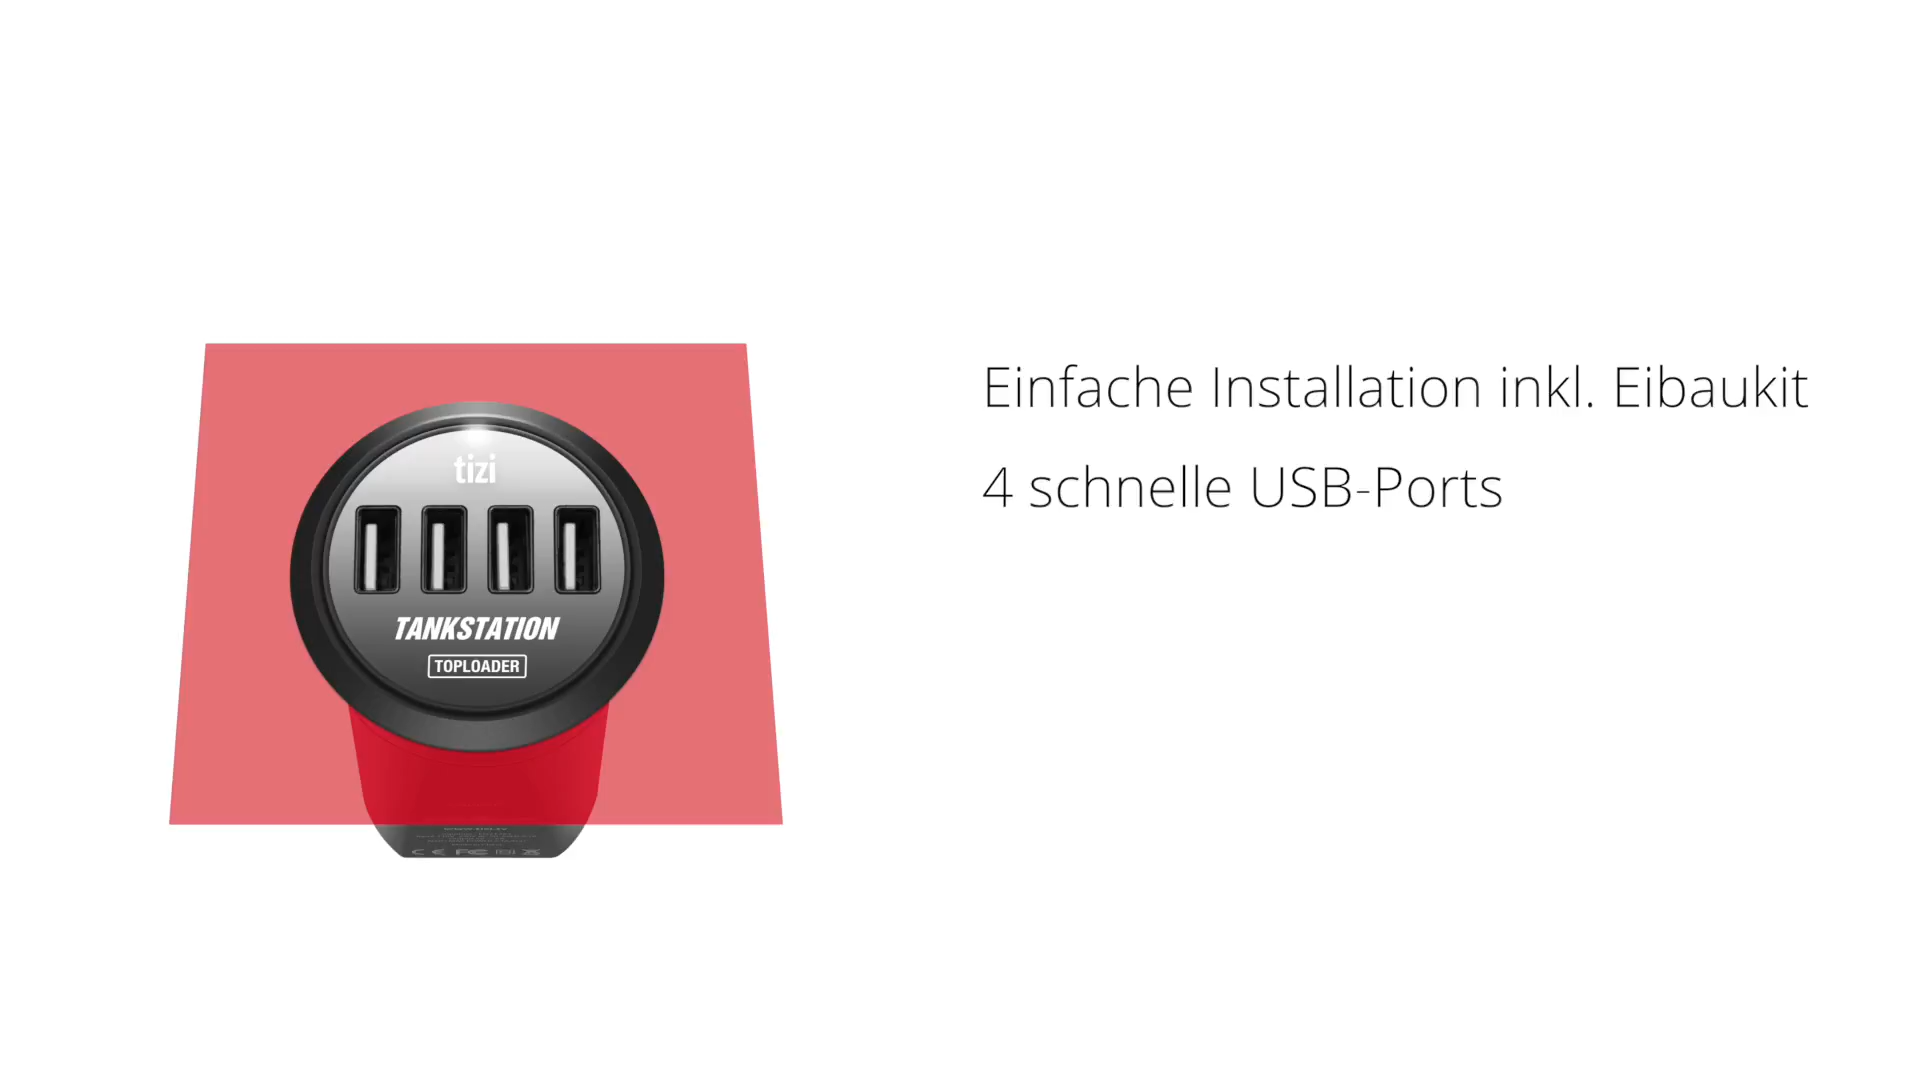 Einfache Installation inkl. Eibaukit
4 schnelle USB-Ports
tizi
TANKSTATION
TOPLOADER